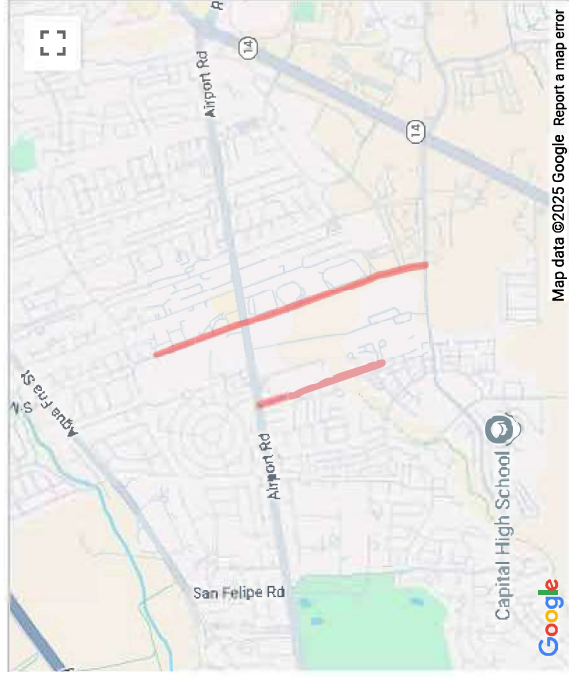 R
Airport Rd
14
14
Agua Fria St
S N
Airport Rd
San Felipe Rd
Capital High School
Google
Map data ©2025 Google
Report a map error